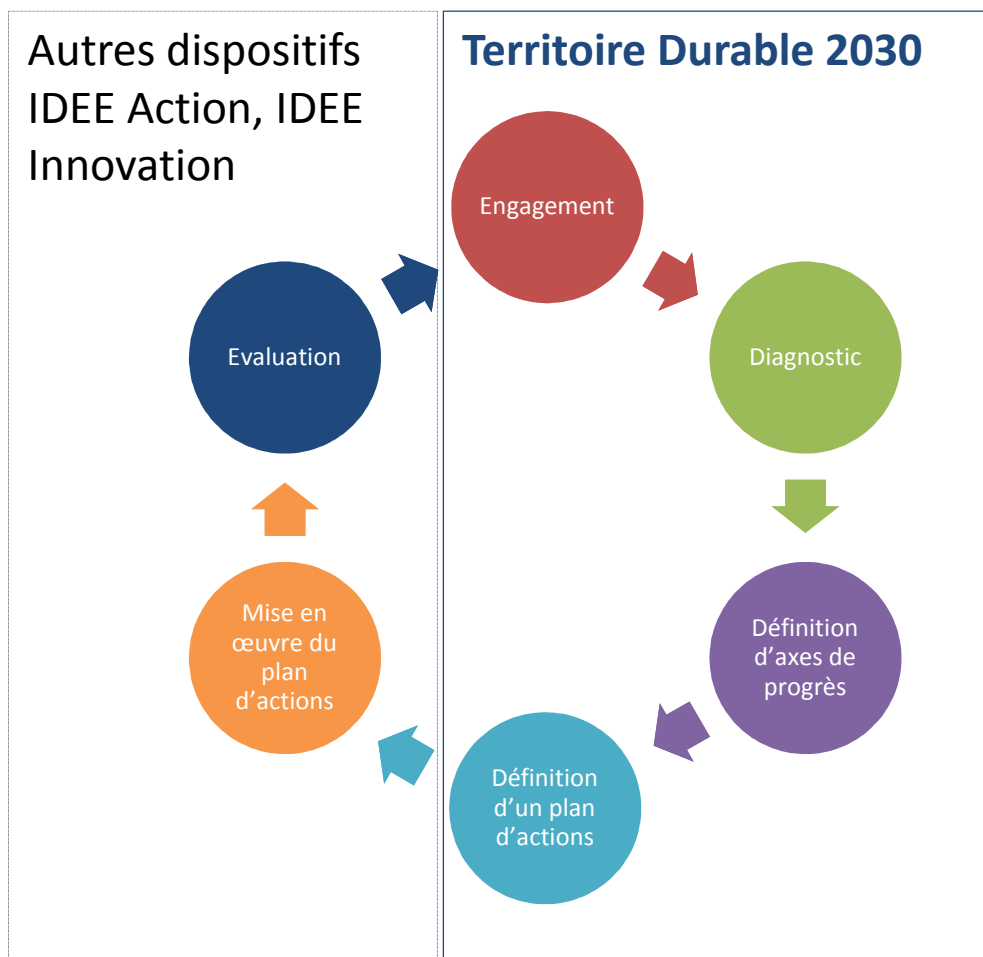 Autres dispositifs
IDEE Action, IDEE
Innovation
Territoire Durable 2030
Engagement
Diagnostic
Définition
d’axes de
progrès
Définition
d’un plan
d’actions
Mise en
œuvre du
plan
d’actions
Evaluation